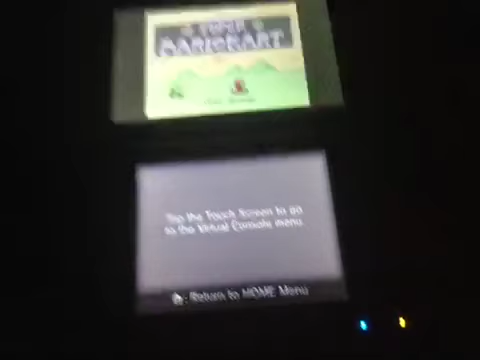 SUPER
MARIOKART
Tap the Touch Screen to go
to the Virtual Console menu.
: Return to HOME Menu